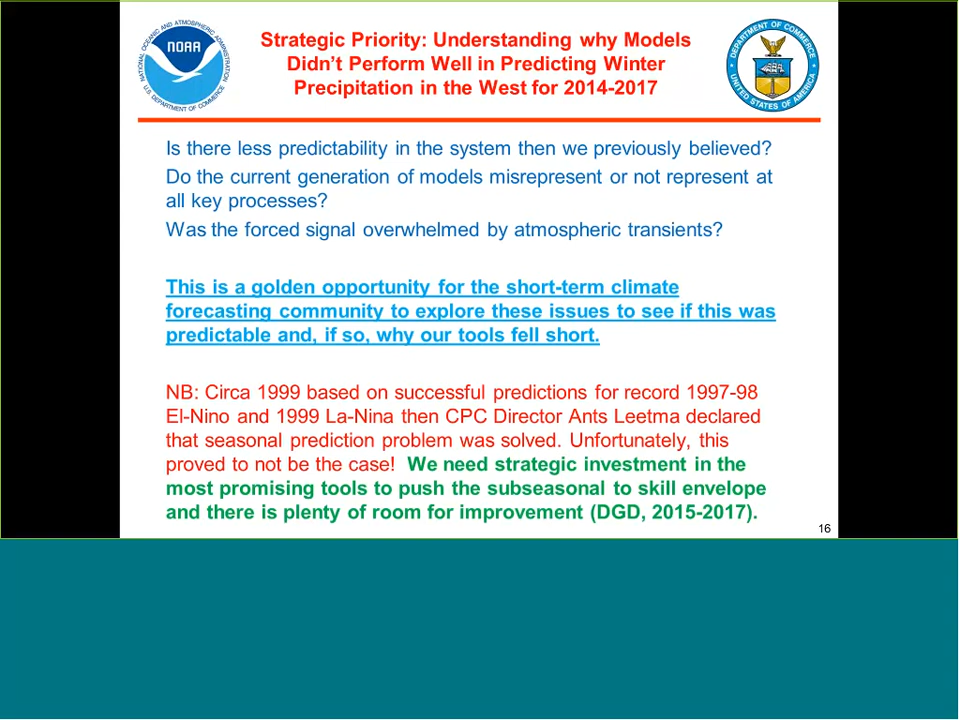 Strategic Priority: Understanding why Models
Didn't Perform Well in Predicting Winter
Precipitation in the West for 2014-2017
NOAA
NATIONAL OCEANIC AND ATMOSPHERIC ADMINISTRATION
U.S. DEPARTMENT OF COMMERCE
DEPARTMENT OF COMMERCE
UNITED STATES OF AMERICA
Is there less predictability in the system then we previously believed?
Do the current generation of models misrepresent or not represent at
all key processes?
Was the forced signal overwhelmed by atmospheric transients?
This is a golden opportunity for the short-term climate
forecasting community to explore these issues to see if this was
predictable and, if so, why our tools fell short.
NB: Circa 1999 based on successful predictions for record 1997-98
El-Nino and 1999 La-Nina then CPC Director Ants Leetma declared
that seasonal prediction problem was solved. Unfortunately, this
proved to not be the case! We need strategic investment in the
most promising tools to push the subseasonal to skill envelope
and there is plenty of room for improvement (DGD, 2015-2017).
16